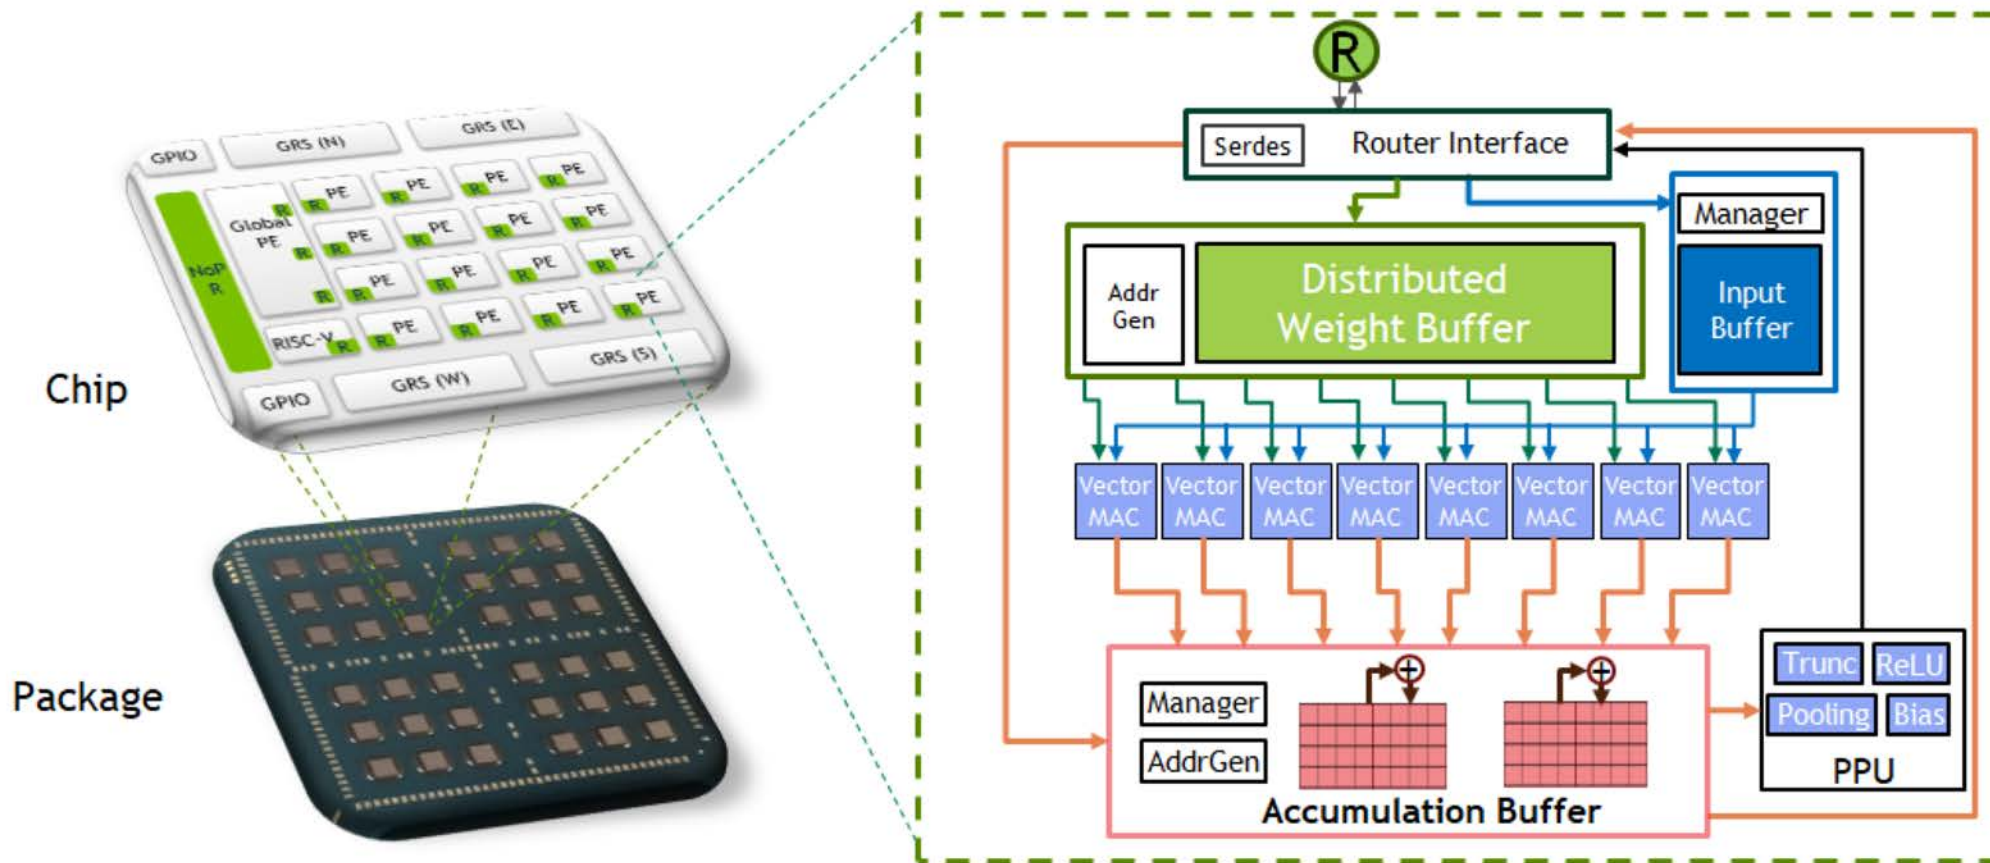 GPIO
GRS (N)
GRS (E)
Global
PE
R
R
R
NoP
R
R PE
R PE
R PE
R PE
R PE
R PE
R PE
R PE
R PE
R PE
R PE
R PE
RISC-V
R
R PE
R PE
R PE
R PE
GPIO
GRS (W)
GRS (S)
Chip
Package
R
Serdes
Router Interface
Manager
Input
Buffer
Addr
Gen
Distributed
Weight Buffer
Vector
MAC
Vector
MAC
Vector
MAC
Vector
MAC
Vector
MAC
Vector
MAC
Vector
MAC
Vector
MAC
Manager
AddrGen
+
+
Accumulation Buffer
Trunc
ReLU
Pooling
Bias
PPU